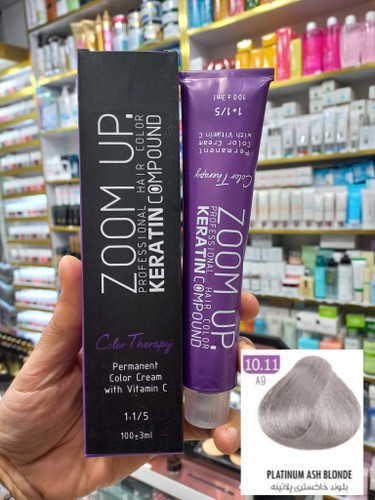 ZOOM UP.
PROFESSIONAL HAIR COLOR
KERATIN COMPOUND
Color Therapy
Permanent
Color Cream
with Vitamin C
1.1/5
100±3ml
ZOOM UP.
PROFESSIONAL HAIR COLOR
KERATIN COMPOUND
Color Therapy
Permanent
Color Cream
with Vitamin C
1+1/5
100±3ml
10.11
A9
PLATINUM ASH BLONDE
بلوند خاکستری پلاتینه